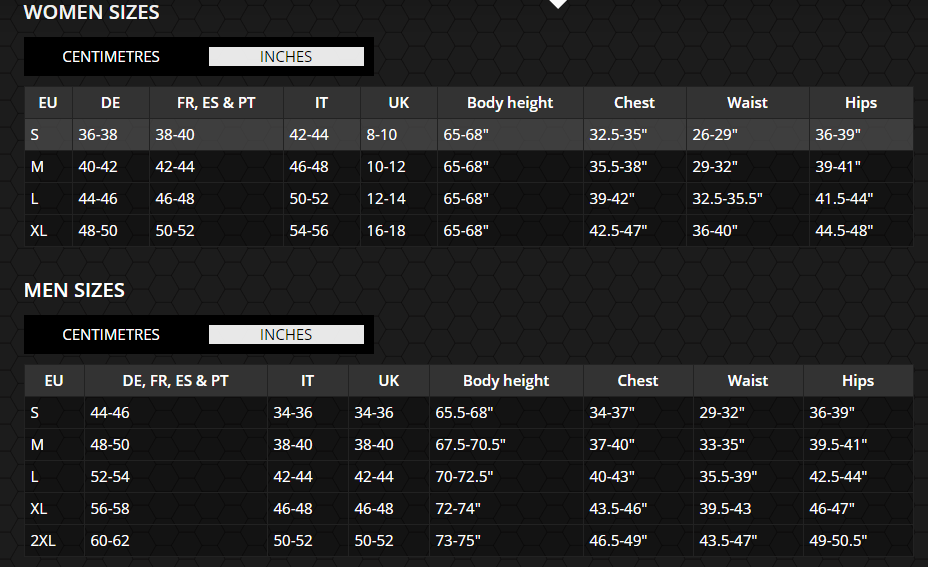 WOMEN SIZES
CENTIMETRES INCHES
EU DE FR, ES & PT IT UK Body height Chest Waist Hips
S 36-38 38-40 42-44 8-10 65-68" 32.5-35" 26-29" 36-39"
M 40-42 42-44 46-48 10-12 65-68" 35.5-38" 29-32" 39-41"
L 44-46 46-48 50-52 12-14 65-68" 39-42" 32.5-35.5" 41.5-44"
XL 48-50 50-52 54-56 16-18 65-68" 42.5-47" 36-40" 44.5-48"
MEN SIZES
CENTIMETRES INCHES
EU DE, FR, ES & PT IT UK Body height Chest Waist Hips
S 44-46 34-36 34-36 65.5-68" 34-37" 29-32" 36-39"
M 48-50 38-40 38-40 67.5-70.5" 37-40" 33-35" 39.5-41"
L 52-54 42-44 42-44 70-72.5" 40-43" 35.5-39" 42.5-44"
XL 56-58 46-48 46-48 72-74" 43.5-46" 39.5-43 46-47"
2XL 60-62 50-52 50-52 73-75" 46.5-49" 43.5-47" 49-50.5"